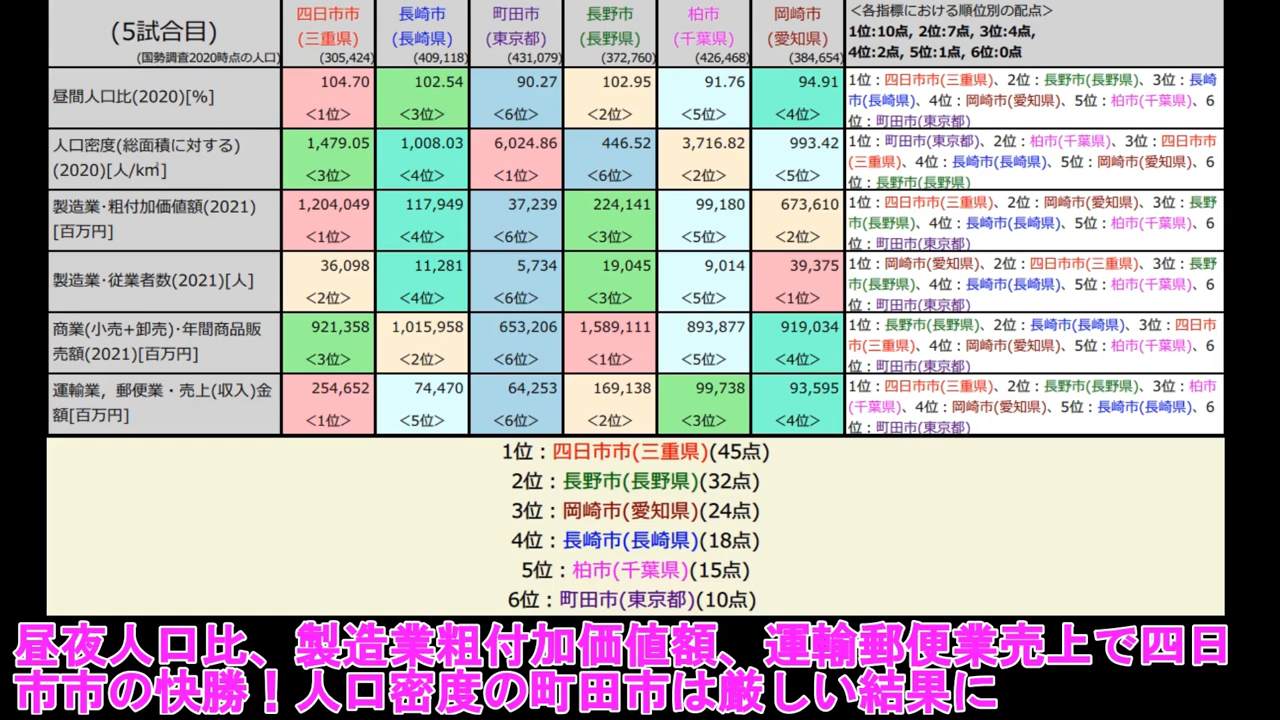 (5試合目)
(国勢調査2020時点の人口)
四日市市
(三重県)
(305,424)
長崎市
(長崎県)
(409,118)
町田市
(東京都)
(431,079)
長野市
(長野県)
(372,760)
柏市
(千葉県)
(426,468)
岡崎市
(愛知県)
(384,654)
<各指標における順位別の配点>
1位:10点, 2位:7点, 3位:4点,
4位:2点, 5位:1点, 6位:0点
昼間人口比(2020)[%]
104.70
<1位>
102.54
<3位>
90.27
<6位>
102.95
<2位>
91.76
<5位>
94.91
<4位>
1位:四日市市(三重県)、2位:長野市(長野県)、3位:長崎
市(長崎県)、4位:岡崎市(愛知県)、5位:柏市(千葉県)、6
位:町田市(東京都)
人口密度(総面積に対する)
(2020)[人/k㎡]
1,479.05
<3位>
1,008.03
<4位>
6,024.86
<1位>
446.52
<6位>
3,716.82
<2位>
993.42
<5位>
1位:町田市(東京都)、2位:柏市(千葉県)、3位:四日市市
(三重県)、4位:長崎市(長崎県)、5位:岡崎市(愛知県)、6
位:長野市(長野県)
製造業･粗付加価値額(2021)
[百万円]
1,204,049
<1位>
117,949
<4位>
37,239
<6位>
224,141
<3位>
99,180
<5位>
673,610
<2位>
1位:四日市市(三重県)、2位:岡崎市(愛知県)、3位:長野
市(長野県)、4位:長崎市(長崎県)、5位:柏市(千葉県)、6
位:町田市(東京都)
製造業･従業者数(2021)[人]
36,098
<2位>
11,281
<4位>
5,734
<6位>
19,045
<3位>
9,014
<5位>
39,375
<1位>
1位:岡崎市(愛知県)、2位:四日市市(三重県)、3位:長野
市(長野県)、4位:長崎市(長崎県)、5位:柏市(千葉県)、6
位:町田市(東京都)
商業(小売+卸売)･年間商品販
売額(2021)[百万円]
921,358
<3位>
1,015,958
<2位>
653,206
<6位>
1,589,111
<1位>
893,877
<5位>
919,034
<4位>
1位:長野市(長野県)、2位:長崎市(長崎県)、3位:四日市
市(三重県)、4位:岡崎市(愛知県)、5位:柏市(千葉県)、6
位:町田市(東京都)
運輸業，郵便業・売上(収入)金
額[百万円]
254,652
<1位>
74,470
<5位>
64,253
<6位>
169,138
<2位>
99,738
<3位>
93,595
<4位>
1位:四日市市(三重県)、2位:長野市(長野県)、3位:柏市
(千葉県)、4位:岡崎市(愛知県)、5位:長崎市(長崎県)、6
位:町田市(東京都)
1位:四日市市(三重県)(45点)
2位:長野市(長野県)(32点)
3位:岡崎市(愛知県)(24点)
4位:長崎市(長崎県)(18点)
5位:柏市(千葉県)(15点)
6位:町田市(東京都)(10点)
昼夜人口比、製造業粗付加価値額、運輸郵便業売上で四日
市市の快勝！人口密度の町田市は厳しい結果に